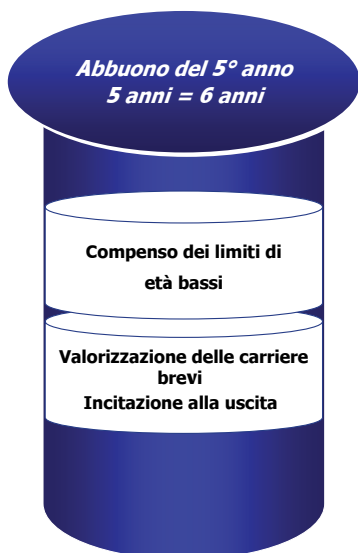 Abbuono del 5° anno
5 anni = 6 anni
Compenso dei limiti di
età bassi
Valorizzazione delle carriere
brevi
Incitazione alla uscita